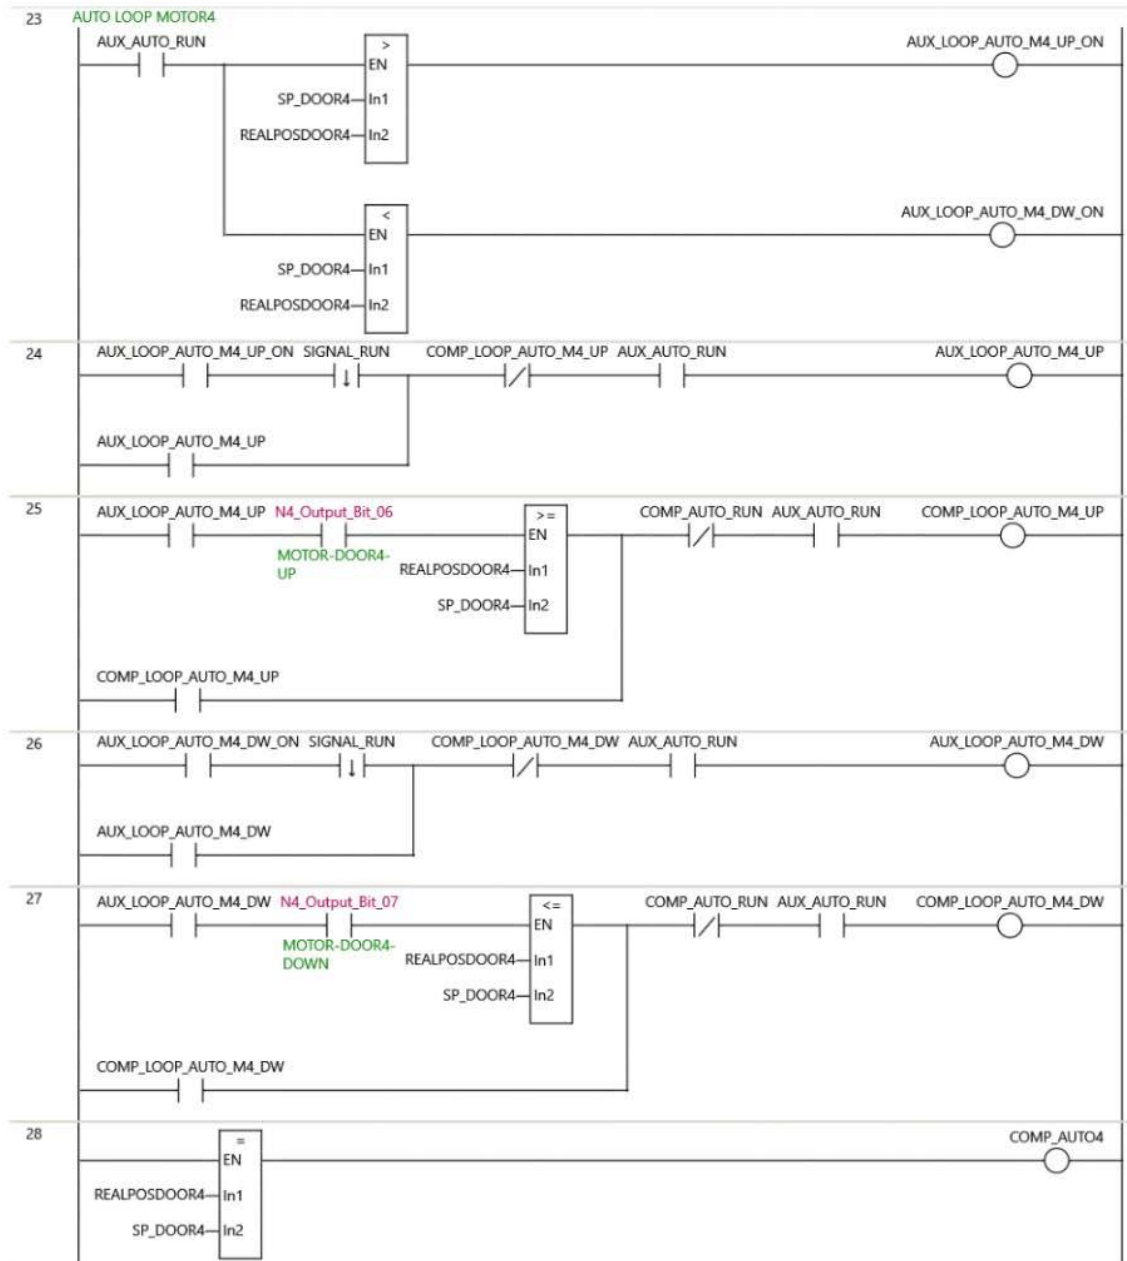 23 AUTO LOOP MOTOR4
AUX_AUTO_RUN > AUX_LOOP_AUTO_M4_UP_ON
EN
SP_DOOR4 In1
REALPOSDOOR4 In2
< AUX_LOOP_AUTO_M4_DW_ON
EN
SP_DOOR4 In1
REALPOSDOOR4 In2
24 AUX_LOOP_AUTO_M4_UP_ON SIGNAL_RUN COMP_LOOP_AUTO_M4_UP AUX_AUTO_RUN AUX_LOOP_AUTO_M4_UP
AUX_LOOP_AUTO_M4_UP
25 AUX_LOOP_AUTO_M4_UP N4_Output_Bit_06 >= COMP_AUTO_RUN AUX_AUTO_RUN COMP_LOOP_AUTO_M4_UP
EN
MOTOR-DOOR4-
UP
REALPOSDOOR4 In1
SP_DOOR4 In2
COMP_LOOP_AUTO_M4_UP
26 AUX_LOOP_AUTO_M4_DW_ON SIGNAL_RUN COMP_LOOP_AUTO_M4_DW AUX_AUTO_RUN AUX_LOOP_AUTO_M4_DW
AUX_LOOP_AUTO_M4_DW
27 AUX_LOOP_AUTO_M4_DW N4_Output_Bit_07 <= COMP_AUTO_RUN AUX_AUTO_RUN COMP_LOOP_AUTO_M4_DW
EN
MOTOR-DOOR4-
DOWN
REALPOSDOOR4 In1
SP_DOOR4 In2
COMP_LOOP_AUTO_M4_DW
28 = COMP_AUTO4
EN
REALPOSDOOR4 In1
SP_DOOR4 In2